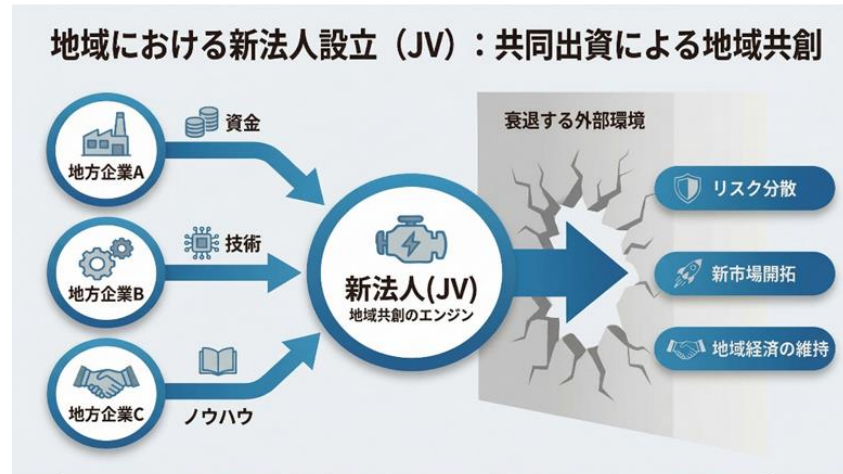 地域における新法人設立（JV）：共同出資による地域共創
地方企業A
資金
地方企業B
技術
地方企業C
ノウハウ
新法人(JV)
地域共創のエンジン
衰退する外部環境
リスク分散
新市場開拓
地域経済の維持